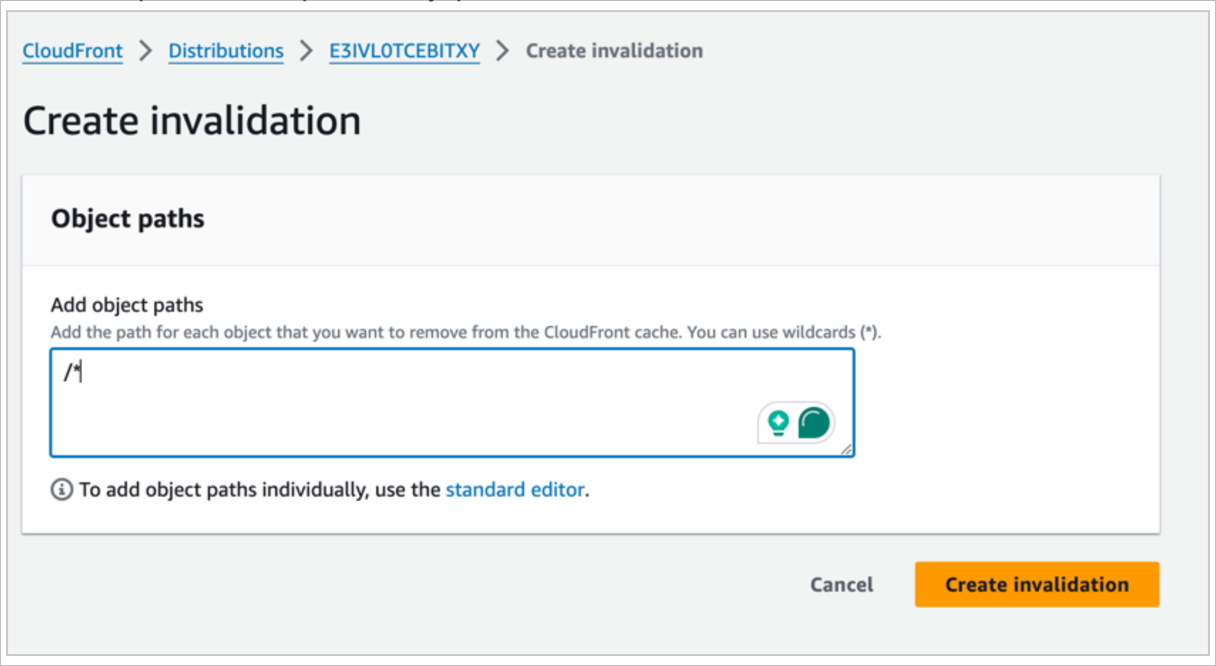 CloudFront > Distributions > E3IVL0TCEBITXY > Create invalidation
Create invalidation
Object paths
Add object paths
Add the path for each object that you want to remove from the CloudFront cache. You can use wildcards (*).
/*
To add object paths individually, use the standard editor.
Cancel
Create invalidation